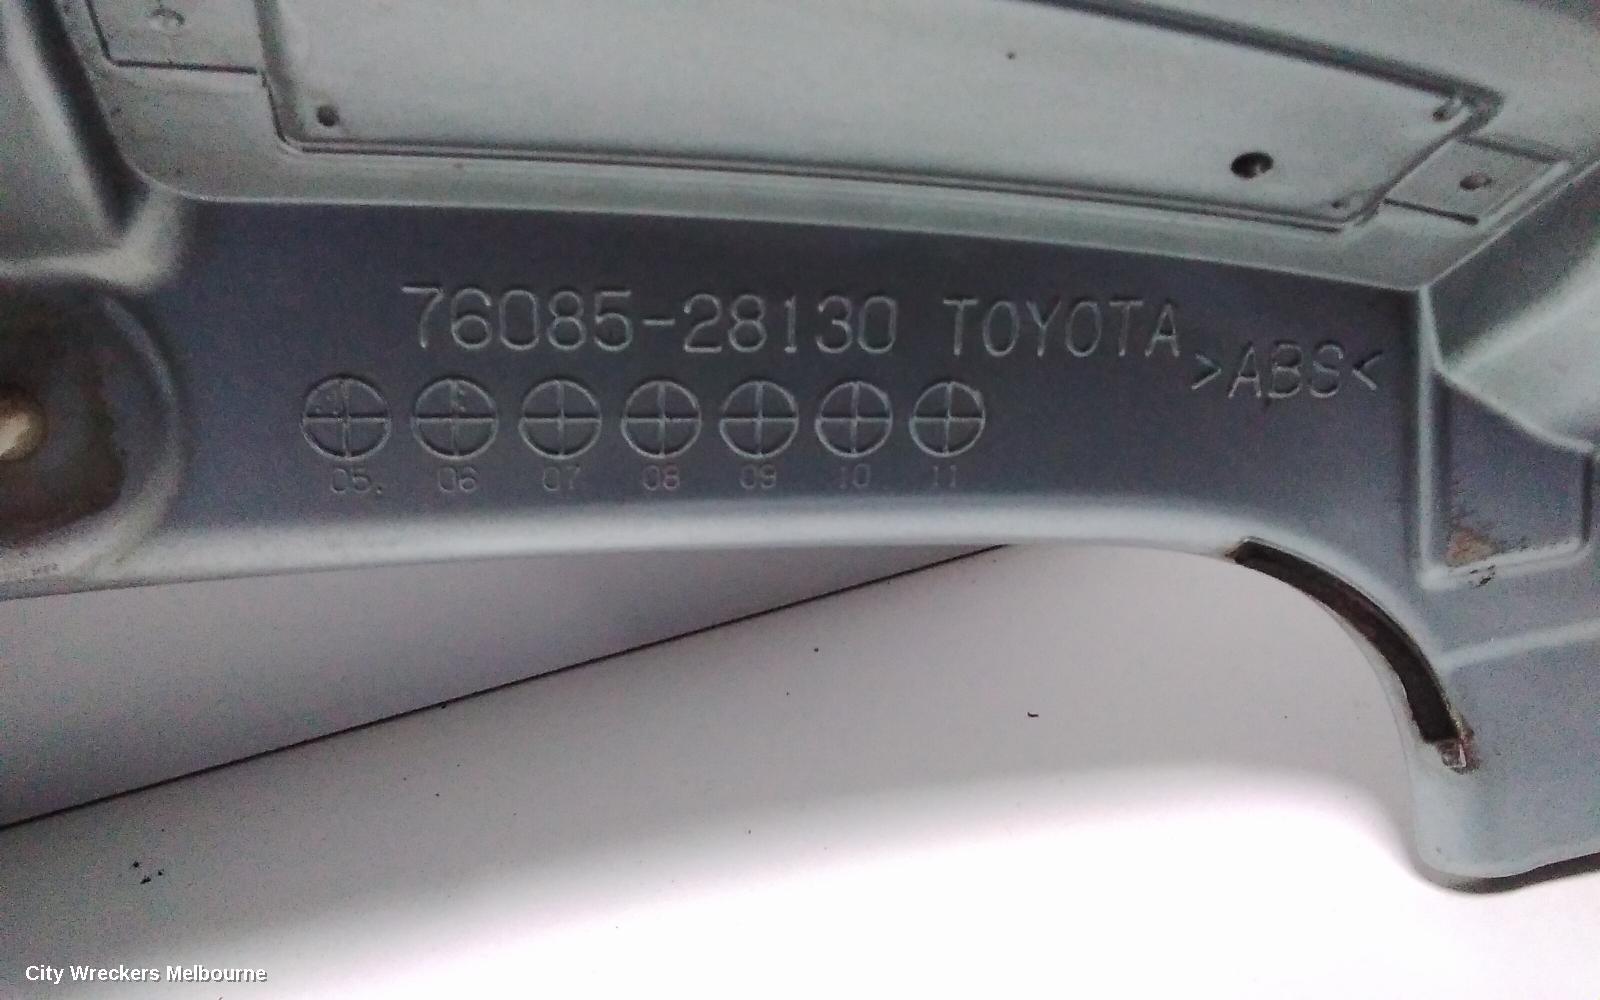 76085-28130 TOYOTA
>ABS<
05. 06 07 08 09 10 11
City Wreckers Melbourne